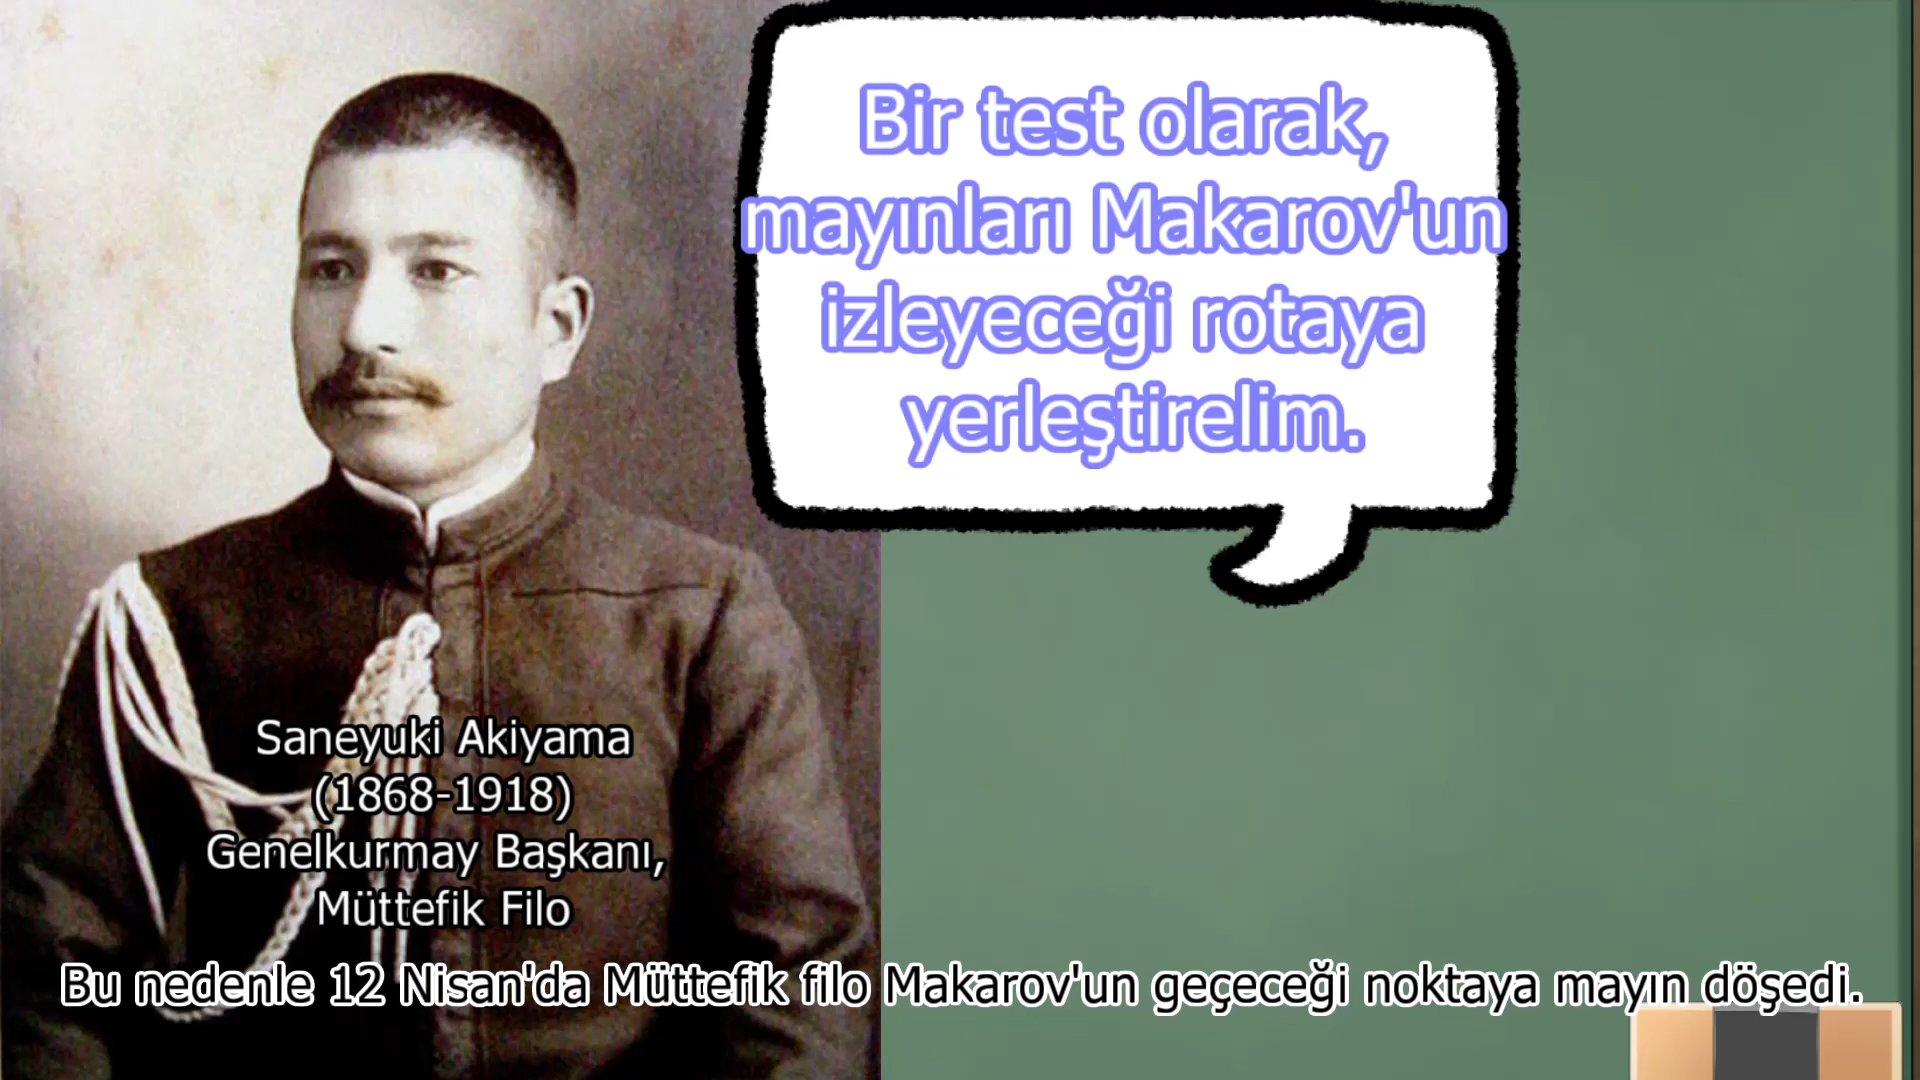 Bir test olarak,
mayınları Makarov'un
izleyeceği rotaya
yerleştirelim.
Saneyuki Akiyama
(1868-1918)
Genelkurmay Başkanı,
Müttefik Filo
Bu nedenle 12 Nisan'da Müttefik filo Makarov'un geçeceği noktaya mayın döşedi.